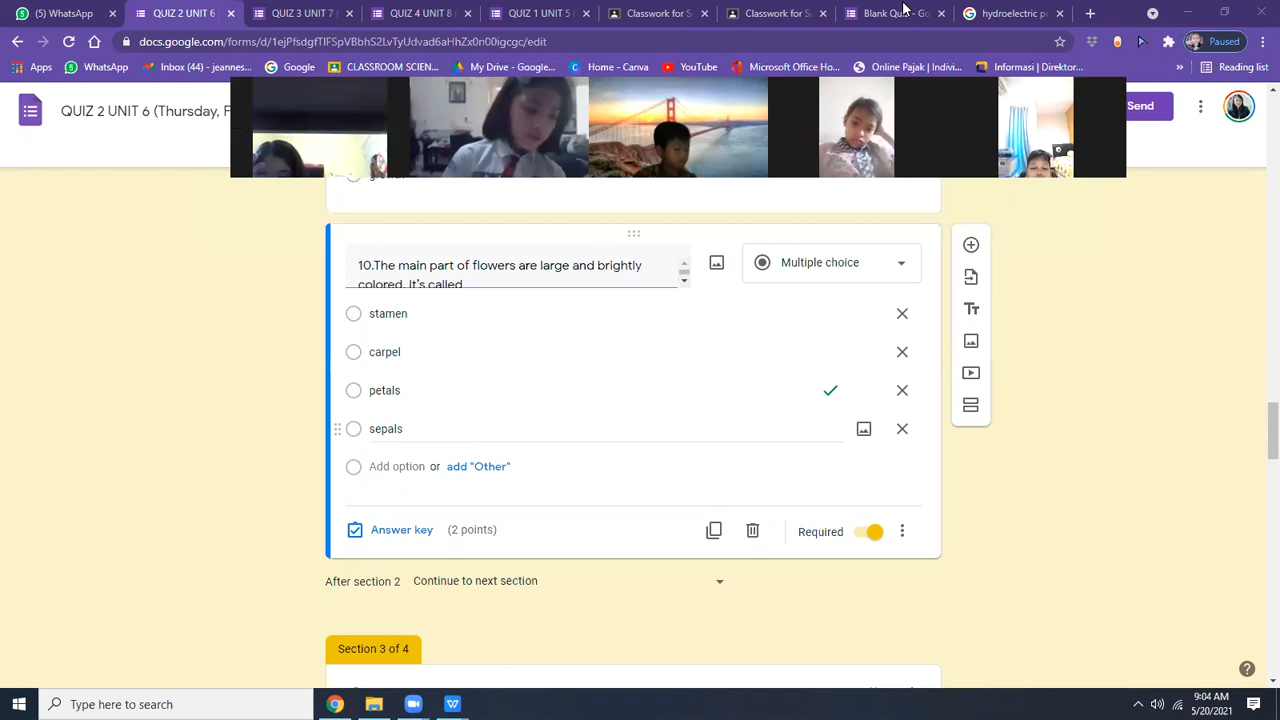 (5) WhatsApp
QUIZ 2 UNIT 6
QUIZ 3 UNIT 7
QUIZ 4 UNIT 8
QUIZ 1 UNIT 5
Classwork for S
Classwork for S
Blank Qu
hydroelectric po
docs.google.com/forms/d/1ejPfsdgfTIFSpVBbhS2LvTyUdvad6aHhZx0n00igcgc/edit
Paused
Apps
WhatsApp
Inbox (44) - jeannes...
Google
CLASSROOM SCIEN...
My Drive - Google...
Home - Canva
YouTube
Microsoft Office Ho...
Online Pajak | Indivi...
Informasi | Direktor...
»
Reading list
QUIZ 2 UNIT 6 (Thursday, F
Send
10.The main part of flowers are large and brightly
colored. It's called
Multiple choice
stamen
carpel
petals
sepals
Add option or add "Other"
Answer key (2 points)
Required
After section 2 Continue to next section
Section 3 of 4
Type here to search
9:04 AM
5/20/2021